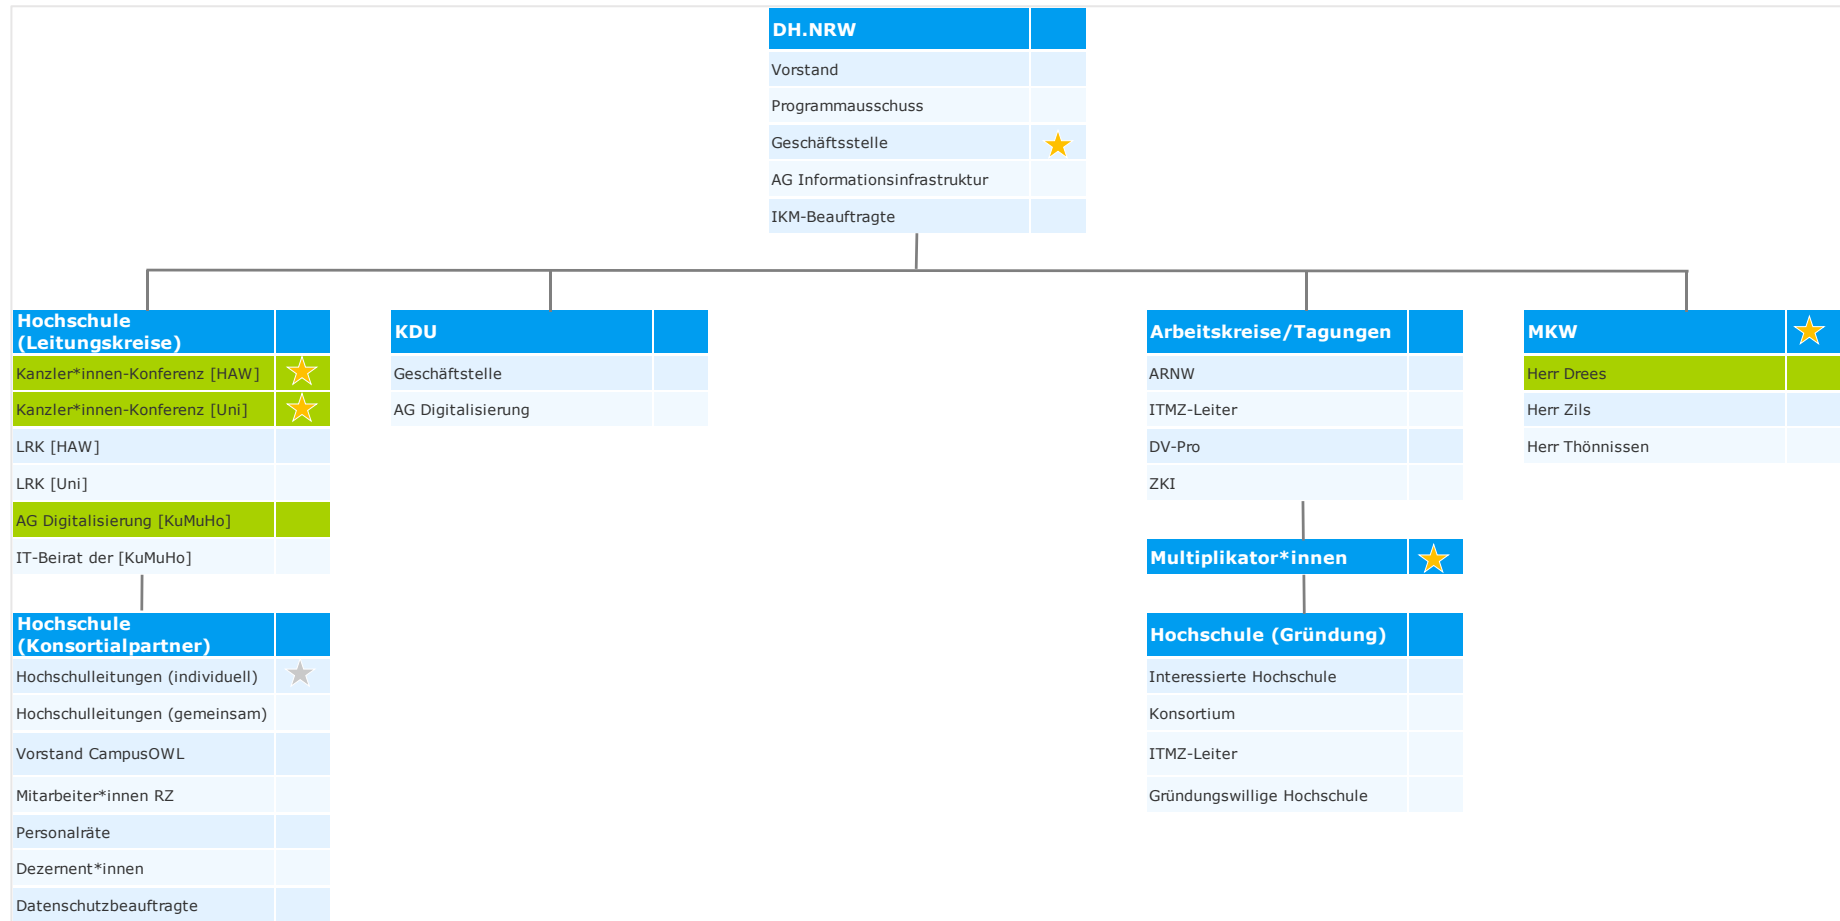 DH.NRW
Vorstand
Programmausschuss
Geschäftsstelle
AG Informationsinfrastruktur
IKM-Beauftragte
Hochschule
(Leitungskreise)
Kanzler*innen-Konferenz [HAW]
Kanzler*innen-Konferenz [Uni]
LRK [HAW]
LRK [Uni]
AG Digitalisierung [KuMuHo]
IT-Beirat der [KuMuHo]
Hochschule
(Konsortialpartner)
Hochschulleitungen (individuell)
Hochschulleitungen (gemeinsam)
Vorstand CampusOWL
Mitarbeiter*innen RZ
Personalräte
Dezernent*innen
Datenschutzbeauftragte
KDU
Geschäftstelle
AG Digitalisierung
Arbeitskreise/Tagungen
ARNW
ITMZ-Leiter
DV-Pro
ZKI
Multiplikator*innen
Hochschule (Gründung)
Interessierte Hochschule
Konsortium
ITMZ-Leiter
Gründungswillige Hochschule
MKW
Herr Drees
Herr Zils
Herr Thönnissen